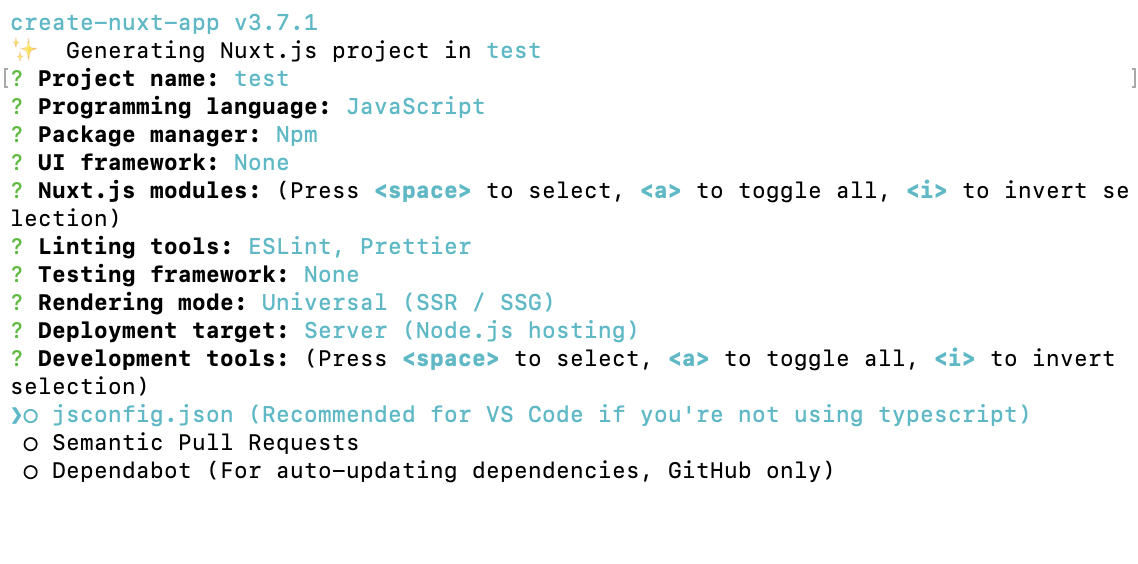 create-nuxt-app v3.7.1
✨  Generating Nuxt.js project in test
[? Project name: test ]
? Programming language: JavaScript
? Package manager: Npm
? UI framework: None
? Nuxt.js modules: (Press <space> to select, <a> to toggle all, <i> to invert se
lection)
? Linting tools: ESLint, Prettier
? Testing framework: None
? Rendering mode: Universal (SSR / SSG)
? Deployment target: Server (Node.js hosting)
? Development tools: (Press <space> to select, <a> to toggle all, <i> to invert
selection)
❯○ jsconfig.json (Recommended for VS Code if you're not using typescript)
 ○ Semantic Pull Requests
 ○ Dependabot (For auto-updating dependencies, GitHub only)